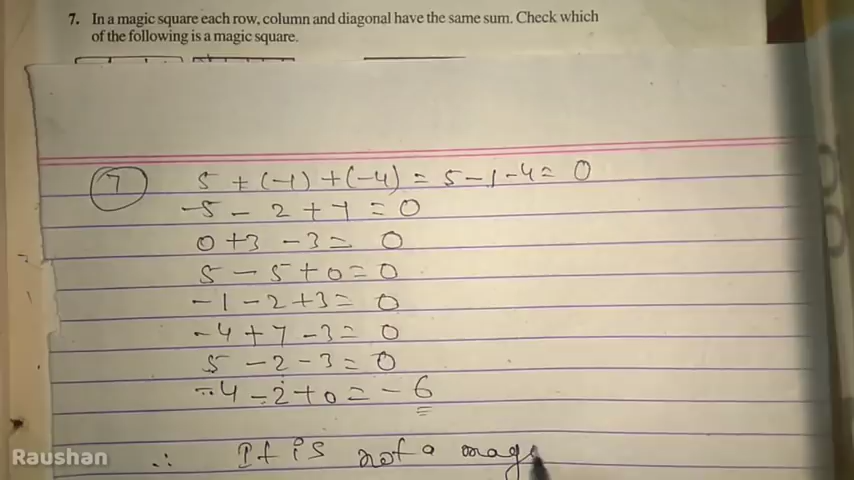 7. In a magic square each row, column and diagonal have the same sum. Check which
of the following is a magic square.
7 5 + (-1) + (-4) = 5 - 1 - 4 = 0
-5 - 2 + 7 = 0
0 + 3 - 3 = 0
5 - 5 + 0 = 0
-1 - 2 + 3 = 0
-4 + 7 - 3 = 0
5 - 2 - 3 = 0
-4 - 2 + 0 = - 6
∴ It is not a mag
Raushan